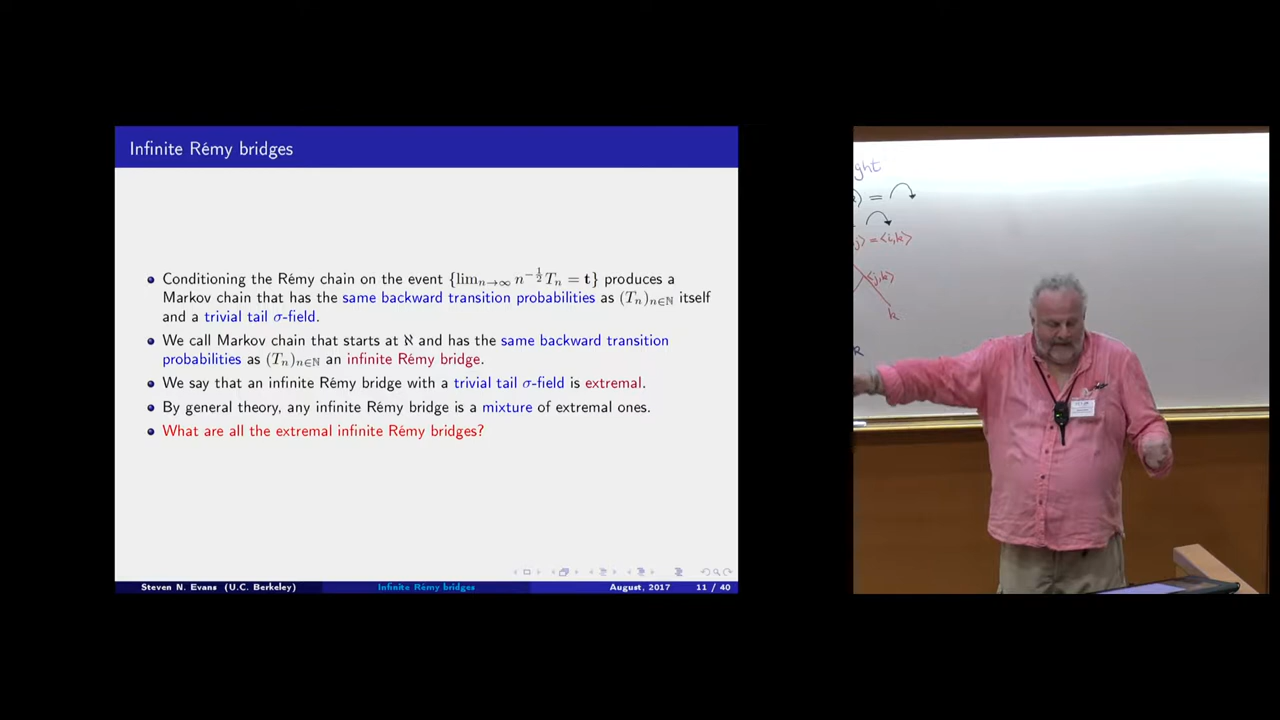 Infinite Rémy bridges
Conditioning the Rémy chain on the event {lim_{n→∞} n^{-1/2} T_n = t} produces a
Markov chain that has the same backward transition probabilities as (T_n)_{n∈ℕ} itself
and a trivial tail σ-field.
We call Markov chain that starts at ℵ and has the same backward transition
probabilities as (T_n)_{n∈ℕ} an infinite Rémy bridge.
We say that an infinite Rémy bridge with a trivial tail σ-field is extremal.
By general theory, any infinite Rémy bridge is a mixture of extremal ones.
What are all the extremal infinite Rémy bridges?
Steven N. Evans (U.C. Berkeley) Infinite Rémy bridges August, 2017 11 / 40
ght
) =
j⟩ = ⟨i,k⟩
⟨j,k⟩
k
R